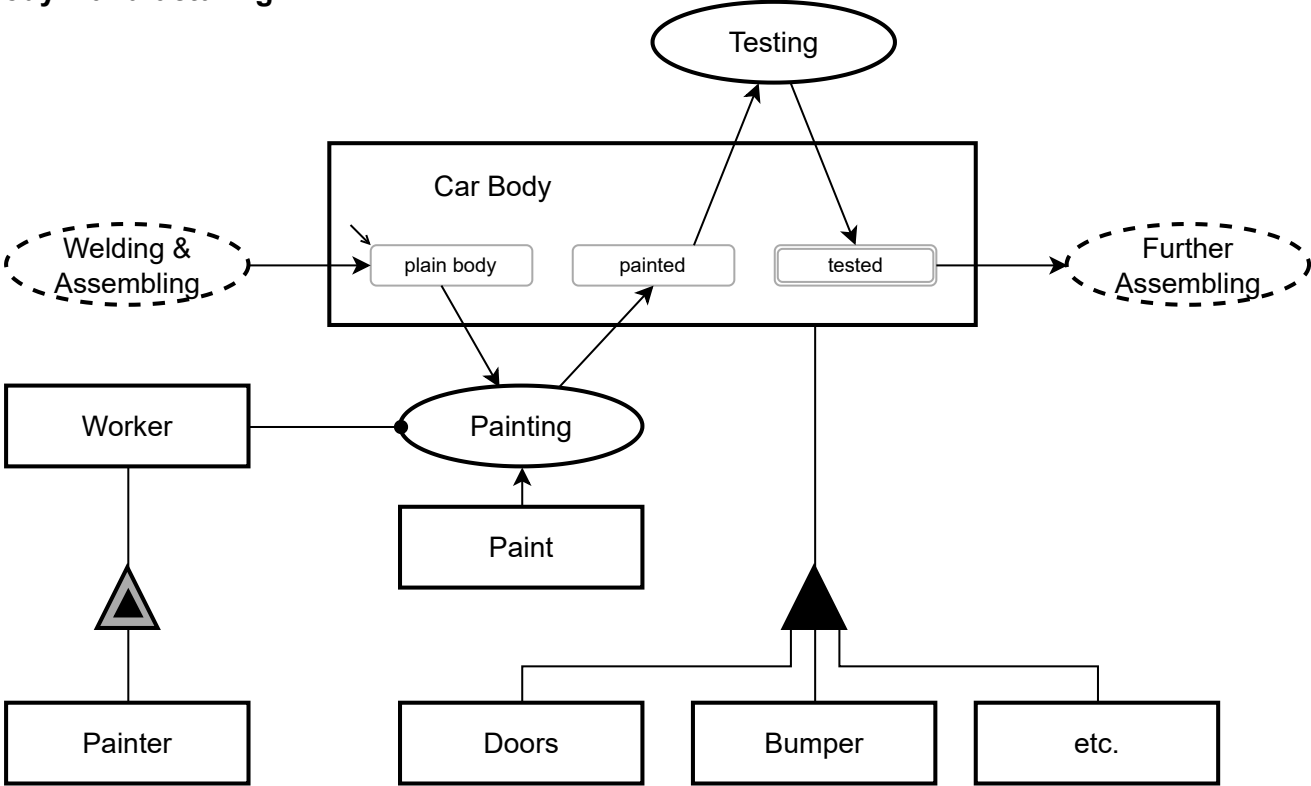 Testing
Car Body
Welding &
Assembling
plain body
painted
tested
Further
Assembling
Worker
Painting
Paint
Painter
Doors
Bumper
etc.